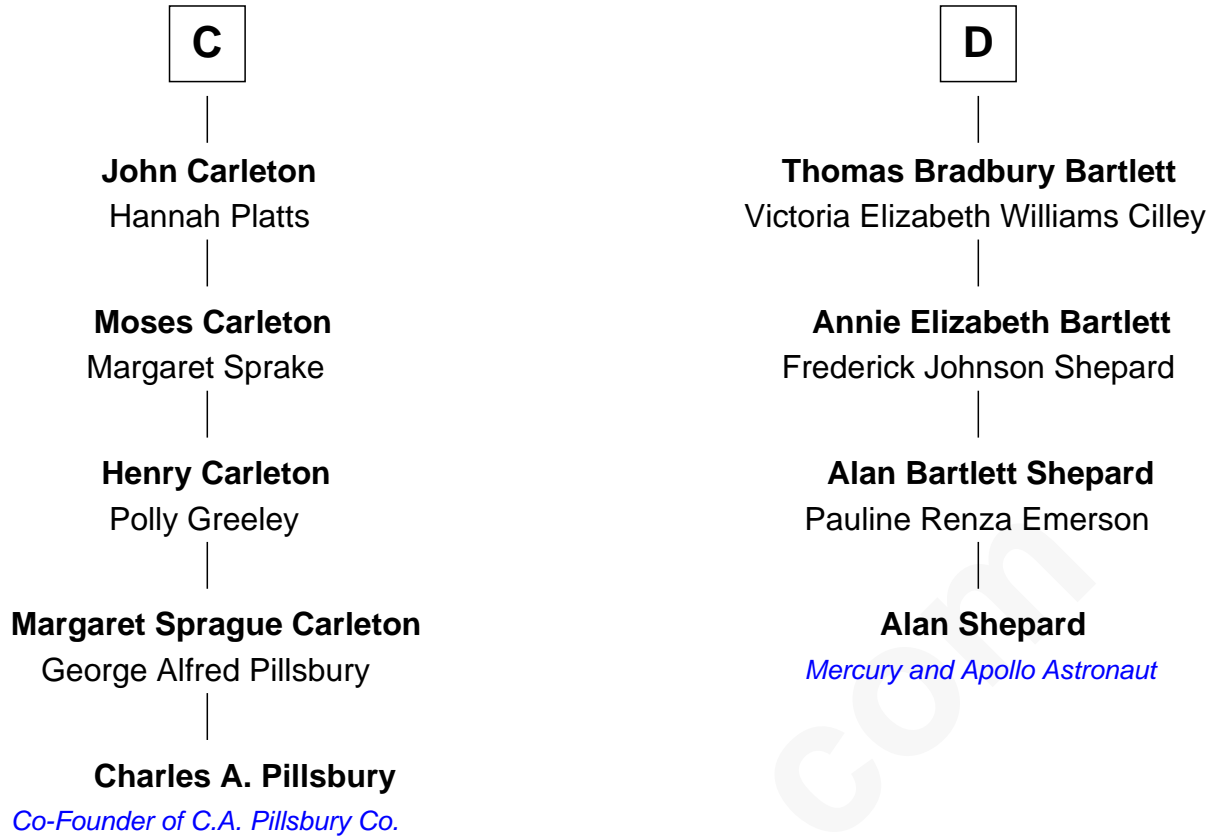 C
John Carleton
Hannah Platts
Moses Carleton
Margaret Sprake
Henry Carleton
Polly Greeley
Margaret Sprague Carleton
George Alfred Pillsbury
Charles A. Pillsbury
Co-Founder of C.A. Pillsbury Co.
D
Thomas Bradbury Bartlett
Victoria Elizabeth Williams Cilley
Annie Elizabeth Bartlett
Frederick Johnson Shepard
Alan Bartlett Shepard
Pauline Renza Emerson
Alan Shepard
Mercury and Apollo Astronaut
com